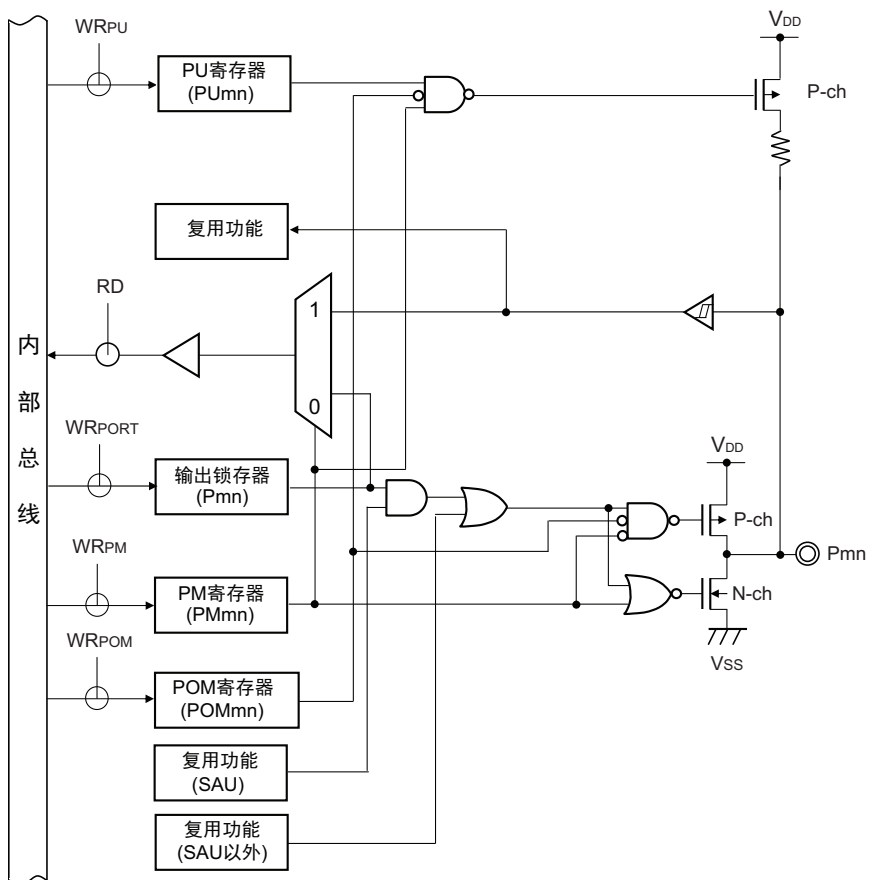 WRPU
PU寄存器
(PUmn)
VDD
P-ch
复用功能
RD
1
0
内
部
总
线
WRPORT
输出锁存器
(Pmn)
VDD
P-ch
Pmn
WRPM
PM寄存器
(PMmn)
N-ch
VSS
WRPOM
POM寄存器
(POMmn)
复用功能
(SAU)
复用功能
(SAU以外)